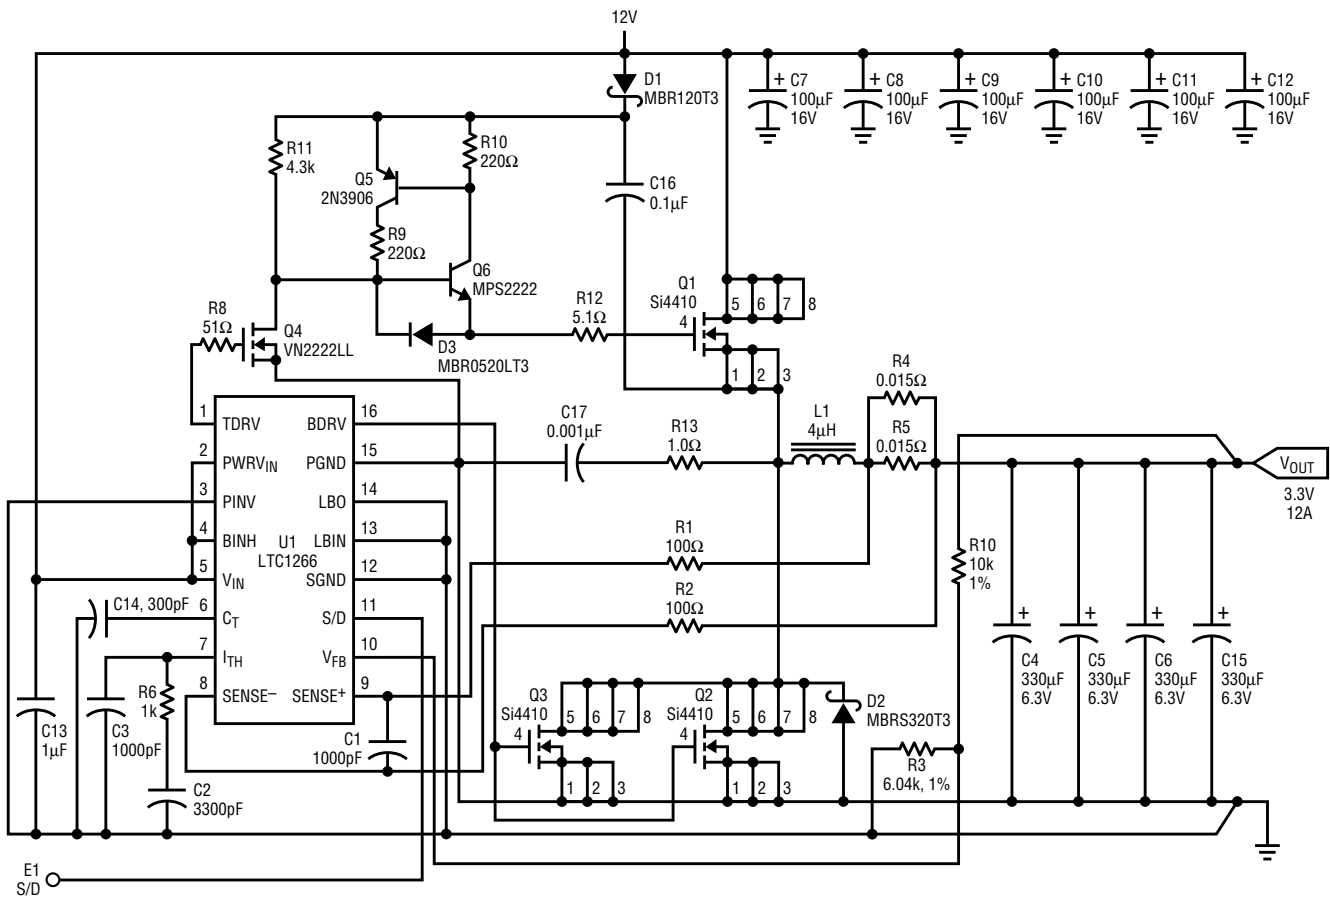 12V
D1
MBR120T3
C7
100µF
16V
C8
100µF
16V
C9
100µF
16V
C10
100µF
16V
C11
100µF
16V
C12
100µF
16V
+
+
+
+
+
+
R11
4.3k
Q5
2N3906
R10
220Ω
C16
0.1µF
R9
220Ω
Q6
MPS2222
R8
51Ω
Q4
VN2222LL
D3
MBR0520LT3
R12
5.1Ω
Q1
Si4410
4
5 6 7 8
1 2 3
R4
0.015Ω
R5
0.015Ω
L1
4µH
C17
0.001µF
R13
1.0Ω
1 TDRV
2 PWRVIN
3 PINV
4 BINH
5 VIN
6 CT
7 ITH
8 SENSE–
U1
LTC1266
BDRV 16
PGND 15
LBO 14
LBIN 13
SGND 12
S/D 11
VFB 10
SENSE+ 9
VOUT
3.3V
12A
R1
100Ω
R2
100Ω
R10
10k
1%
C14, 300pF
R6
1k
C13
1µF
C3
1000pF
C2
3300pF
C1
1000pF
Q3
Si4410
4
5 6 7 8
1 2 3
Q2
Si4410
4
5 6 7 8
1 2 3
D2
MBRS320T3
R3
6.04k, 1%
+
C4
330µF
6.3V
+
C5
330µF
6.3V
+
C6
330µF
6.3V
+
C15
330µF
6.3V
E1
S/D